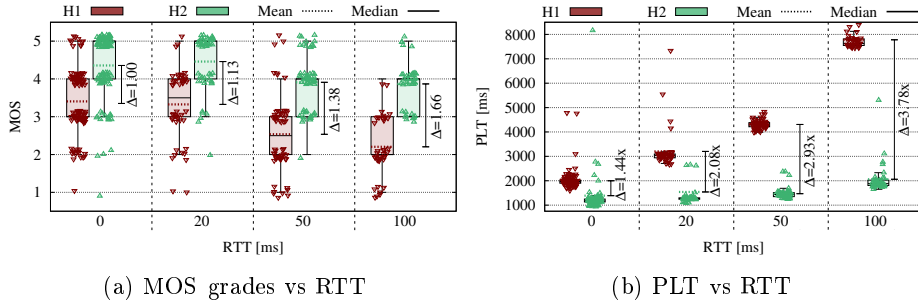 H1 H2 Mean Median
MOS
5
4
3
2
1
Δ=1.00
Δ=1.13
Δ=1.38
Δ=1.66
0 20 50 100
RTT [ms]
(a) MOS grades vs RTT
H1 H2 Mean Median
PLT [ms]
8000
7000
6000
5000
4000
3000
2000
1000
Δ=1.44x
Δ=2.08x
Δ=2.93x
Δ=3.78x
0 20 50 100
RTT [ms]
(b) PLT vs RTT